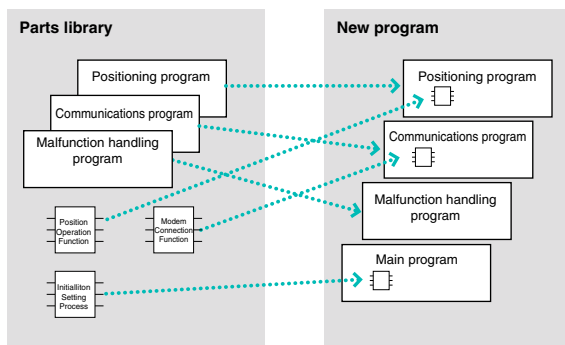 Parts library
Positioning program
Communications program
Malfunction handling
program
Position
Operation
Function
Modem
Connection
Function
Initialliton
Setting
Process
New program
Positioning program
Communications program
Malfunction handling
program
Main program